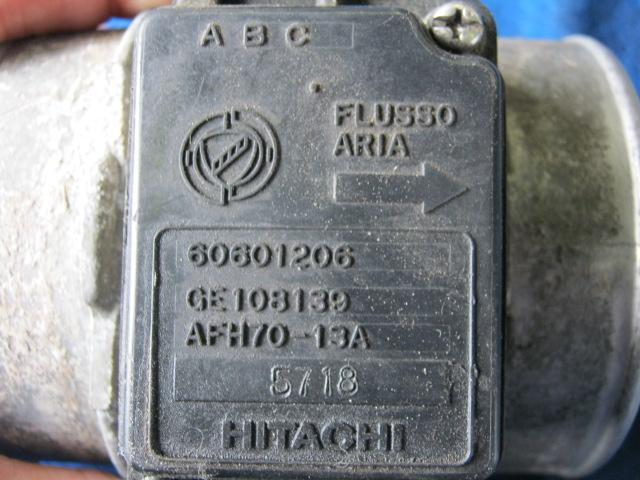 A B C
FLUSSO
ARIA
60601206
GE108139
AFH70-13A
5718
HITACHI